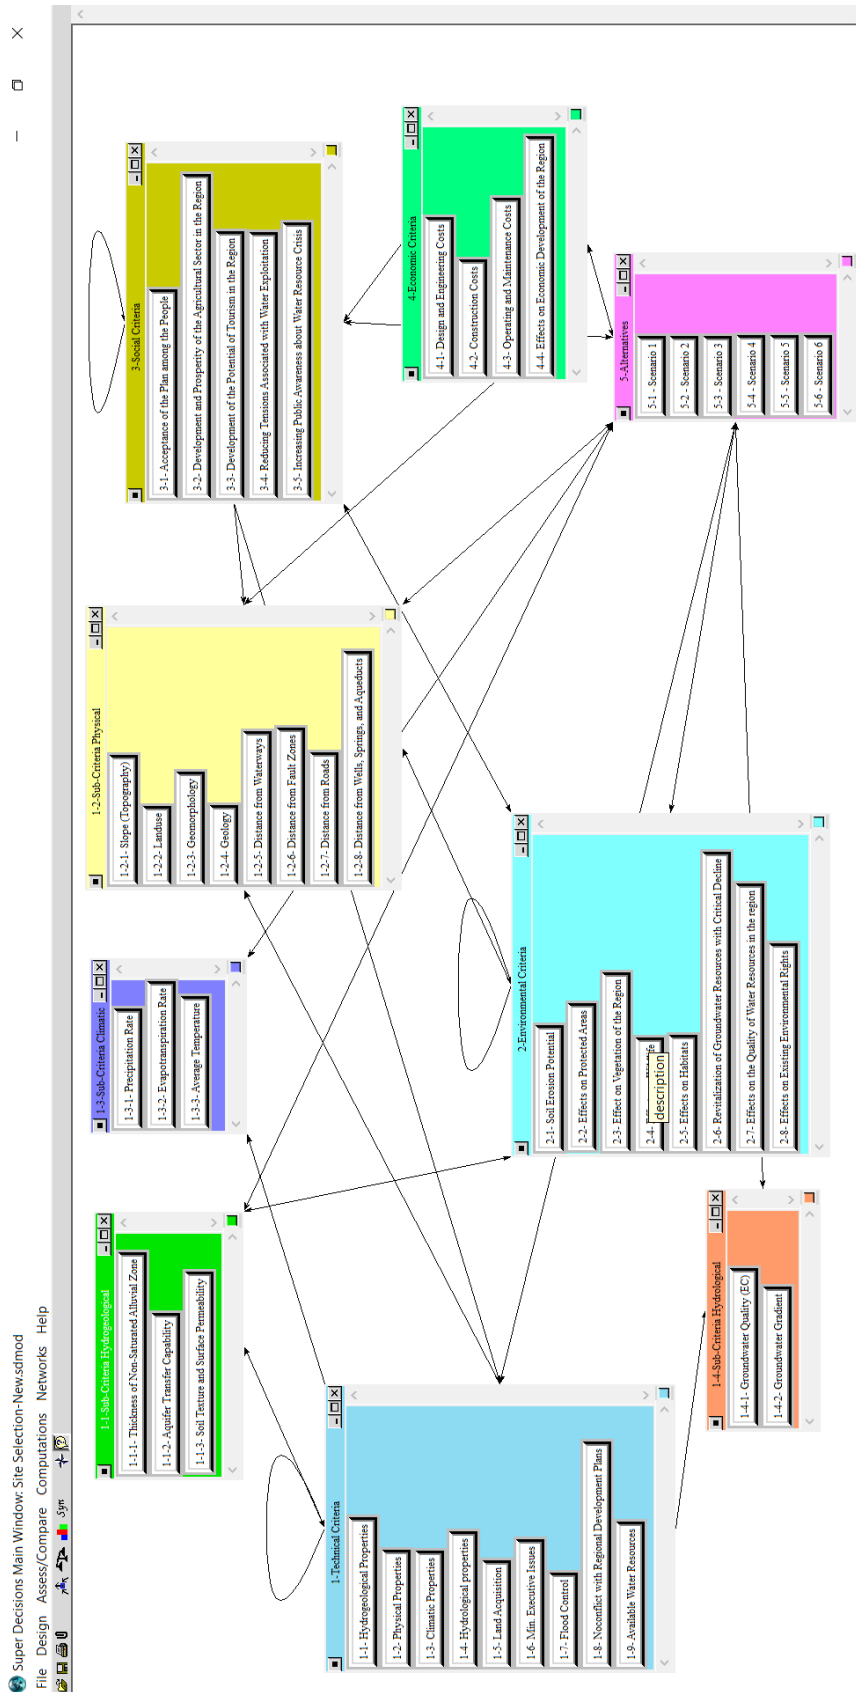 Super Decisions Main Window: Site Selection-New.sdmod
File Design Assess/Compare Computations Networks Help
Syn
1-1-Sub-Criteria Hydrogeological
1-1-1- Thickness of Non-Saturated Alluvial Zone
1-1-2- Aquifer Transfer Capability
1-1-3- Soil Texture and Surface Permeability
1-3-Sub-Criteria Climatic
1-3-1- Precipitation Rate
1-3-2- Evapotranspiration Rate
1-3-3- Average Temperature
1-2-Sub-Criteria Physical
1-2-1- Slope (Topography)
1-2-2- Landuse
1-2-3- Geomorphology
1-2-4- Geology
1-2-5- Distance from Waterways
1-2-6- Distance from Fault Zones
1-2-7- Distance from Roads
1-2-8- Distance from Wells, Springs, and Aqueducts
3-Social Criteria
3-1- Acceptance of the Plan among the People
3-2- Development and Prosperity of the Agricultural Sector in the Region
3-3- Development of the Potential of Tourism in the Region
3-4- Reducing Tensions Associated with Water Exploitation
3-5- Increasing Public Awareness about Water Resource Crisis
1-Technical Criteria
1-1- Hydrogeological Properties
1-2- Physical Properties
1-3- Climatic Properties
1-4- Hydrological properties
1-5- Land Acquisition
1-6- Min. Executive Issues
1-7- Flood Control
1-8- Noconflict with Regional Development Plans
1-9- Available Water Resources
2-Environmental Criteria
2-1- Soil Erosion Potential
2-2- Effects on Protected Areas
2-3- Effect on Vegetation of the Region
2-4-
description
2-5- Effects on Habitats
2-6- Revitalization of Groundwater Resources with Critical Decline
2-7- Effects on the Quality of Water Resources in the region
2-8- Effects on Existing Environmental Rights
4-Economic Criteria
4-1- Design and Engineering Costs
4-2- Construction Costs
4-3- Operating and Maintenance Costs
4-4- Effects on Economic Development of the Region
1-4-Sub-Criteria Hydrological
1-4-1- Groundwater Quality (EC)
1-4-2- Groundwater Gradient
5-Alternatives
5-1 - Scenario 1
5-2 - Scenario 2
5-3 - Scenario 3
5-4 - Scenario 4
5-5 - Scenario 5
5-6 - Scenario 6